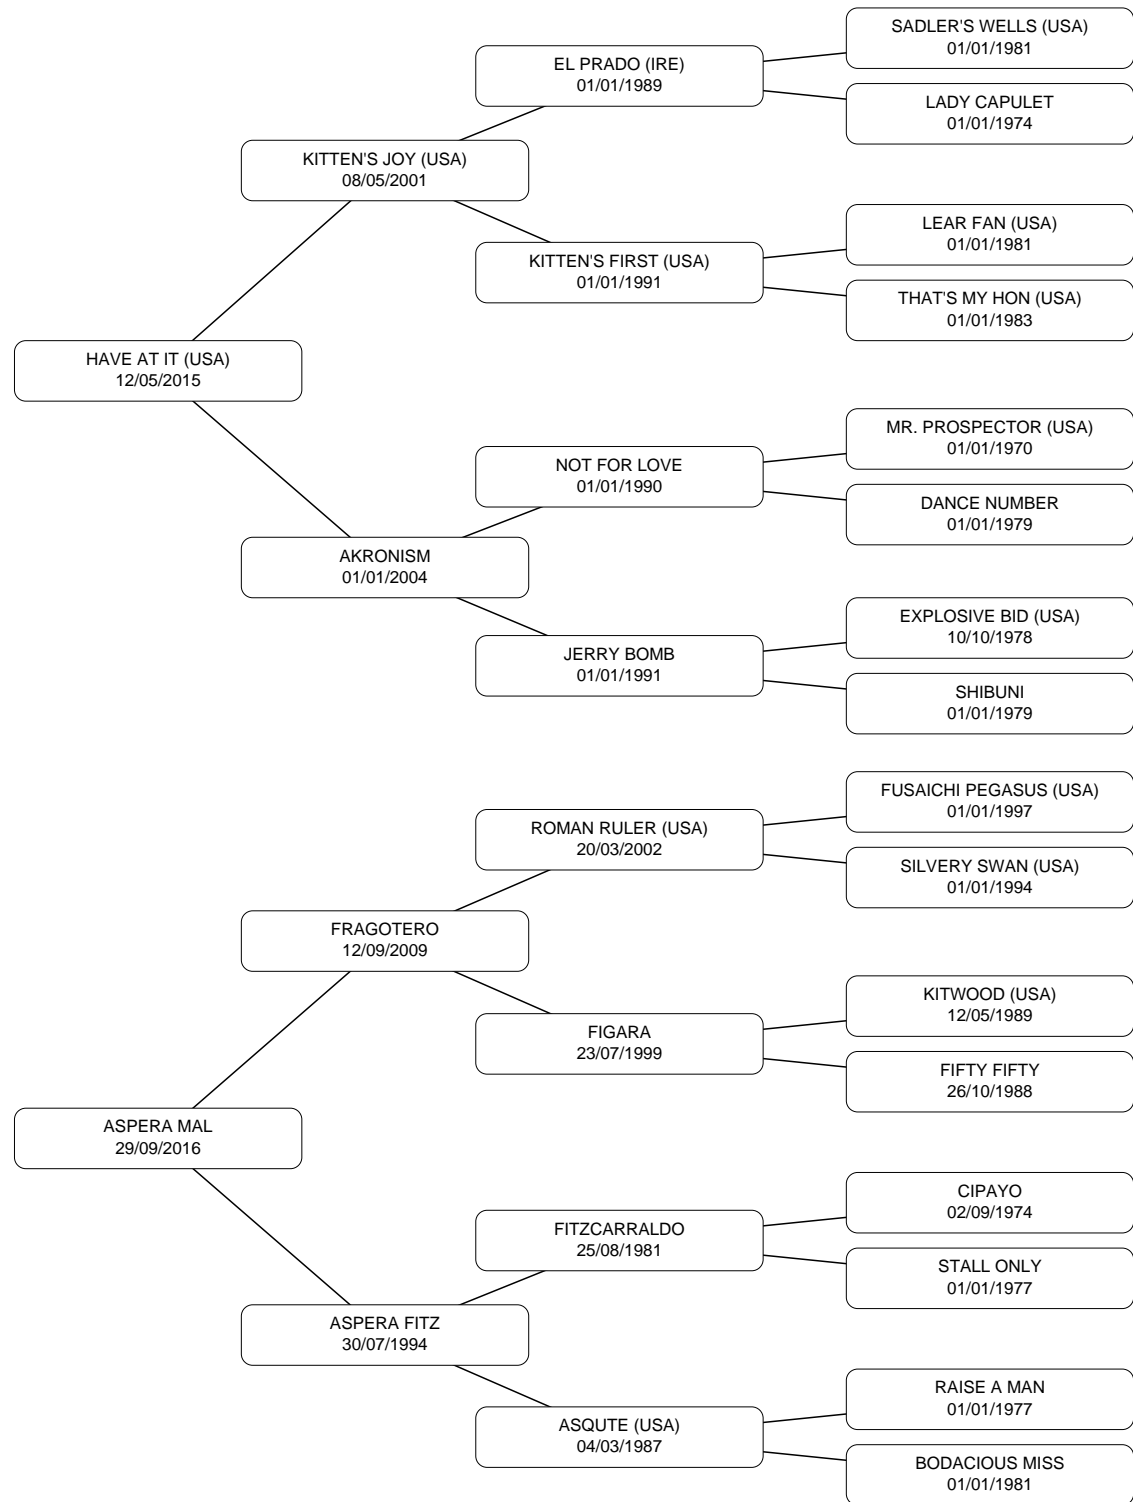 SADLER'S WELLS (USA)
01/01/1981
EL PRADO (IRE)
01/01/1989
LADY CAPULET
01/01/1974
KITTEN'S JOY (USA)
08/05/2001
LEAR FAN (USA)
01/01/1981
KITTEN'S FIRST (USA)
01/01/1991
THAT'S MY HON (USA)
01/01/1983
HAVE AT IT (USA)
12/05/2015
MR. PROSPECTOR (USA)
01/01/1970
NOT FOR LOVE
01/01/1990
DANCE NUMBER
01/01/1979
AKRONISM
01/01/2004
EXPLOSIVE BID (USA)
10/10/1978
JERRY BOMB
01/01/1991
SHIBUNI
01/01/1979
FUSAICHI PEGASUS (USA)
01/01/1997
ROMAN RULER (USA)
20/03/2002
SILVERY SWAN (USA)
01/01/1994
FRAGOTERO
12/09/2009
KITWOOD (USA)
12/05/1989
FIGARA
23/07/1999
FIFTY FIFTY
26/10/1988
ASPERA MAL
29/09/2016
CIPAYO
02/09/1974
FITZCARRALDO
25/08/1981
STALL ONLY
01/01/1977
ASPERA FITZ
30/07/1994
RAISE A MAN
01/01/1977
ASQUTE (USA)
04/03/1987
BODACIOUS MISS
01/01/1981